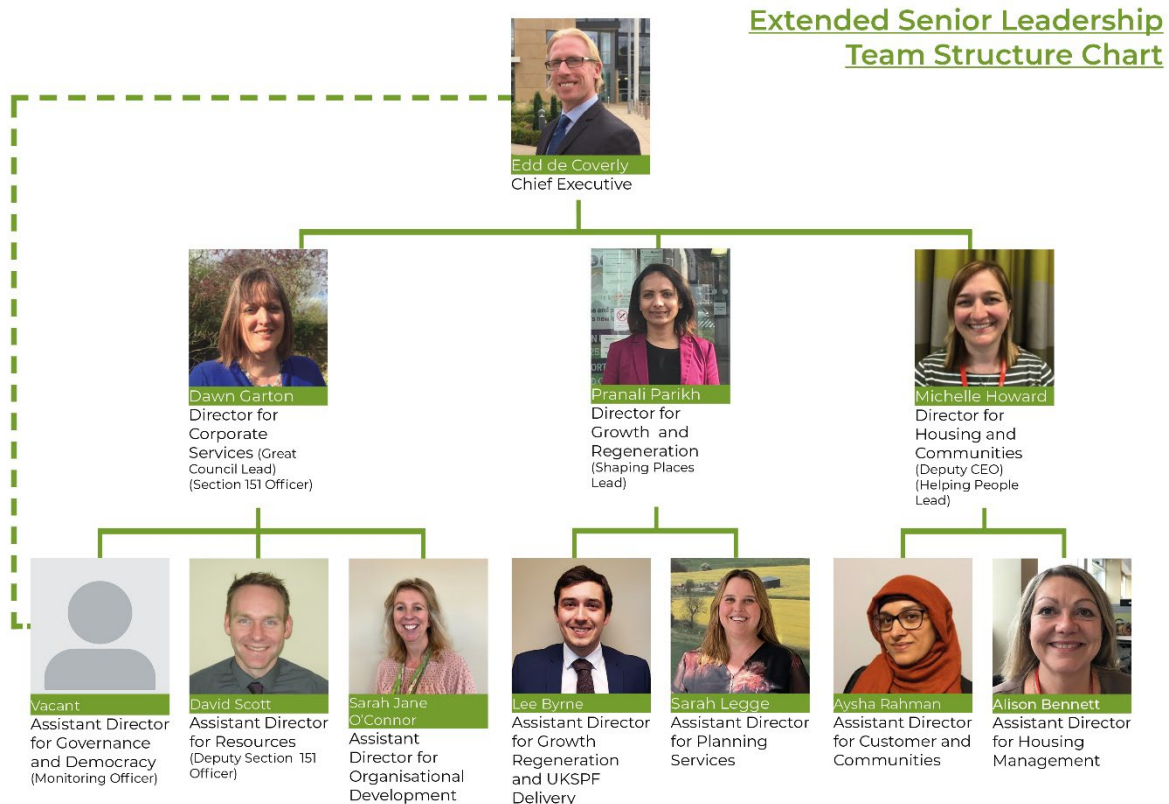 Extended Senior Leadership
Team Structure Chart
Edd de Coverly
Chief Executive
Dawn Garton
Director for
Corporate
Services (Great
Council Lead)
(Section 151 Officer)
Pranali Parikh
Director for
Growth and
Regeneration
(Shaping Places
Lead)
Michelle Howard
Director for
Housing and
Communities
(Deputy CEO)
(Helping People
Lead)
Vacant
Assistant Director
for Governance
and Democracy
(Monitoring Officer)
David Scott
Assistant Director
for Resources
(Deputy Section 151
Officer)
Sarah Jane
O'Connor
Assistant
Director for
Organisational
Development
Lee Byrne
Assistant Director
for Growth
Regeneration
and UKSPF
Delivery
Sarah Legge
Assistant Director
for Planning
Services
Aysha Rahman
Assistant Director
for Customer and
Communities
Alison Bennett
Assistant Director
for Housing
Management